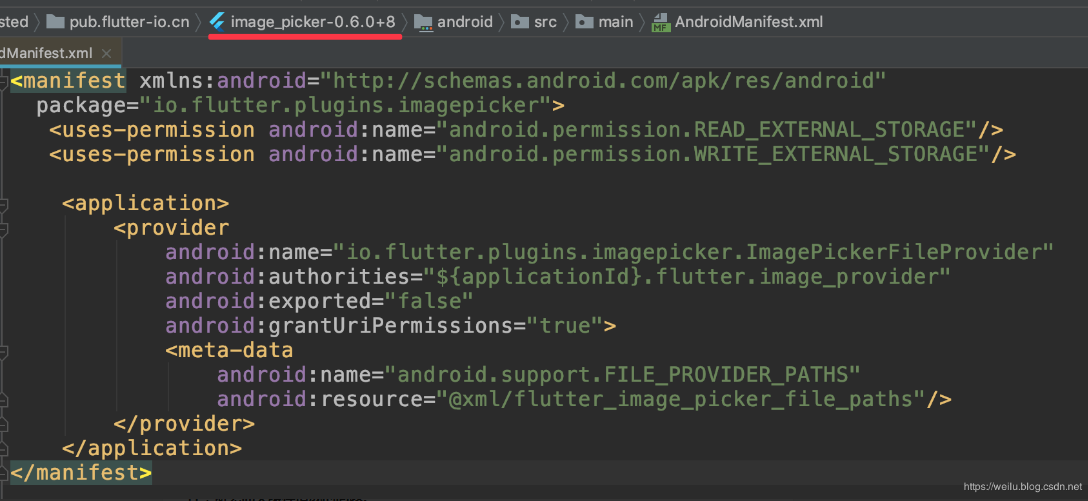 sted > pub.flutter-io.cn > image_picker-0.6.0+8 > android > src > main > AndroidManifest.xml
dManifest.xml ×
<manifest xmlns:android="http://schemas.android.com/apk/res/android"
package="io.flutter.plugins.imagepicker">
<uses-permission android:name="android.permission.READ_EXTERNAL_STORAGE"/>
<uses-permission android:name="android.permission.WRITE_EXTERNAL_STORAGE"/>
<application>
<provider
android:name="io.flutter.plugins.imagepicker.ImagePickerFileProvider"
android:authorities="${applicationId}.flutter.image_provider"
android:exported="false"
android:grantUriPermissions="true">
<meta-data
android:name="android.support.FILE_PROVIDER_PATHS"
android:resource="@xml/flutter_image_picker_file_paths"/>
</provider>
</application>
</manifest>
https://weilu.blog.csdn.net